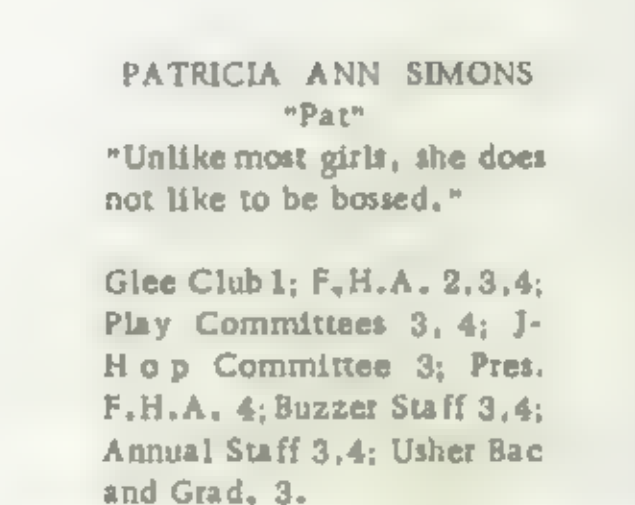 PATRICIA ANN SIMONS
"Pat"
"Unlike most girls, she does
not like to be bossed."
Glee Club 1; F.H.A. 2,3,4;
Play Committees 3, 4; J-
Hop Committee 3; Pres.
F.H.A. 4; Buzzer Staff 3,4;
Annual Staff 3,4; Usher Bac
and Grad. 3.